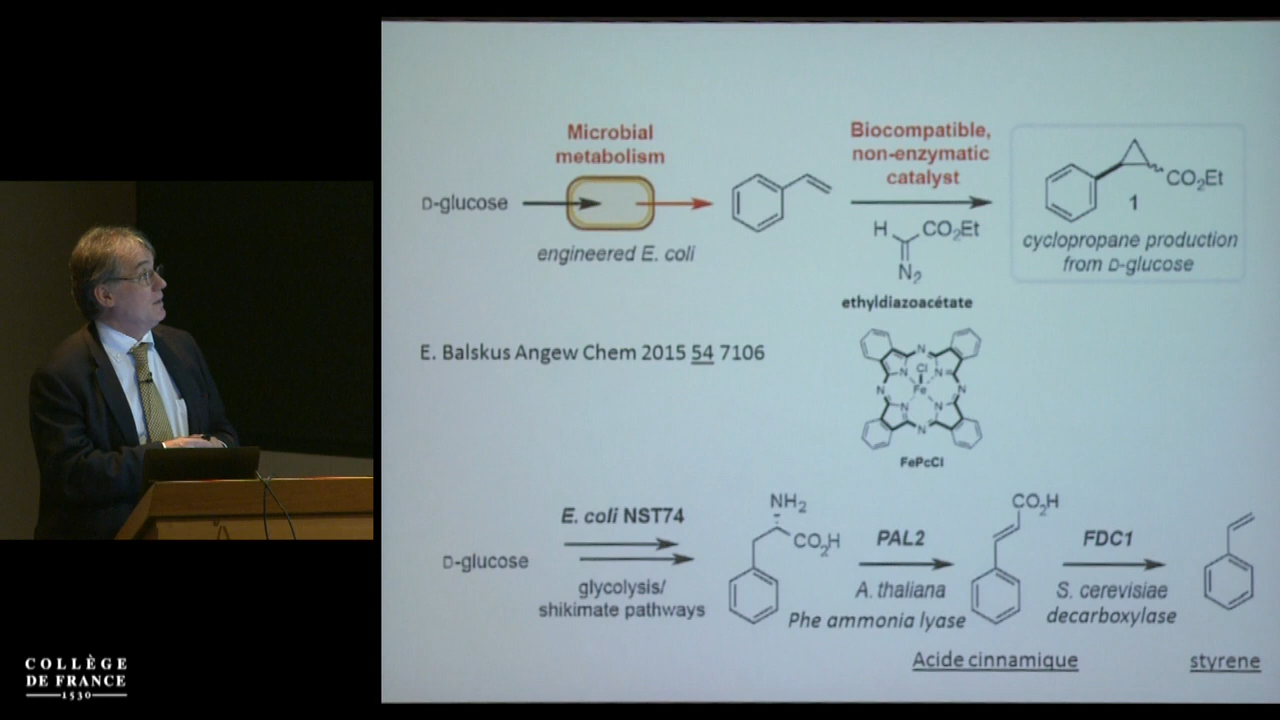 Microbial
metabolism
D-glucose
engineered E. coli
Biocompatible,
non-enzymatic
catalyst
H
CO₂Et
N₂
ethyldiazoacétate
CO₂Et
1
cyclopropane production
from D-glucose
E. Balskus Angew Chem 2015 54 7106
N
N
Cl
N
N
Fe
N
N
N
N
FePcCl
D-glucose
E. coli NST74
glycolysis/
shikimate pathways
NH₂
CO₂H
PAL2
A. thaliana
Phe ammonia lyase
CO₂H
FDC1
S. cerevisiae
decarboxylase
Acide cinnamique
styrene
COLLÈGE
DE FRANCE
1530